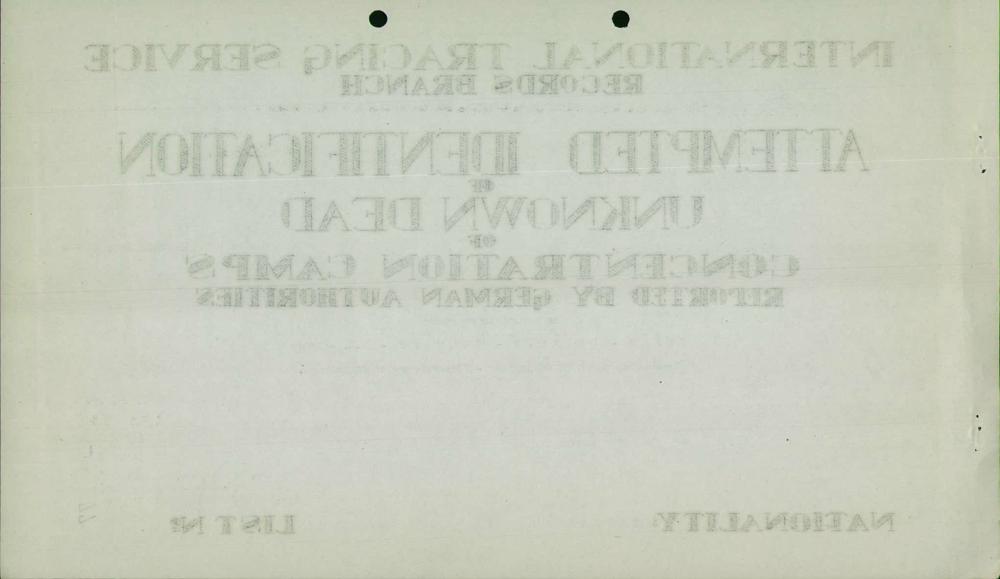 INTERNATIONAL TRACING SERVICE
RECORDS BRANCH
ATTEMPTED IDENTIFICATION
OF
UNKNOWN DEAD
OF
CONCENTRATION CAMPS
REPORTED BY GERMAN AUTHORITIES
NATIONALITY: LIST Nº